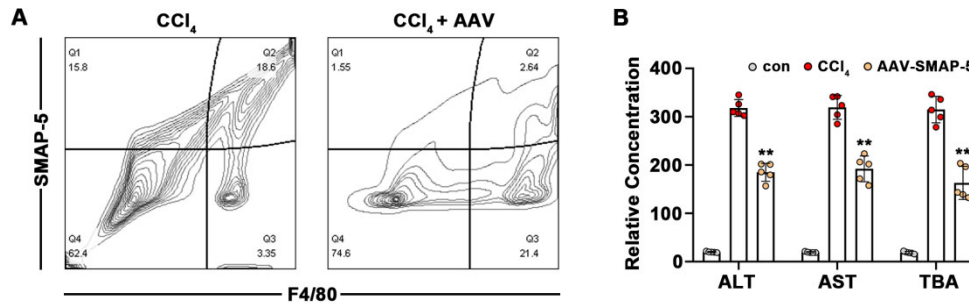 A
CCl₄
CCl₄ + AAV
SMAP-5
Q1
15.8
Q2
18.6
Q4
62.4
Q3
3.35
Q1
1.55
Q2
2.64
Q4
74.6
Q3
21.4
F4/80
B
con CCl₄ AAV-SMAP-5
Relative Concentration
400
300
200
100
0
** ** **
ALT AST TBA